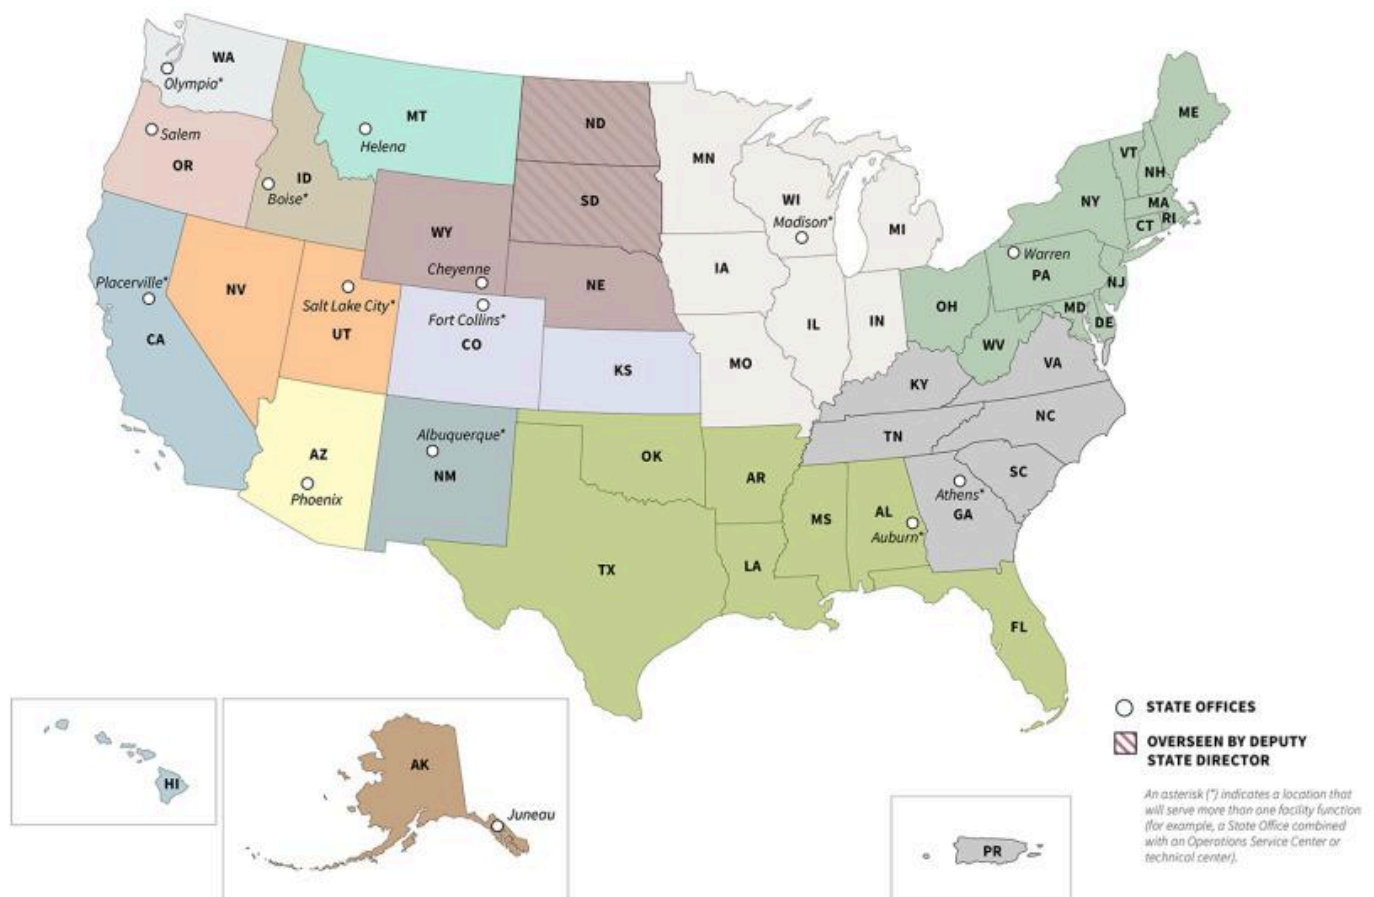 WA
Olympia*
MT
Helena
ND
ME
Salem
OR
ID
Boise*
MN
VT
NH
SD
WI
Madison*
NY
MA
CT
RI
WY
Cheyenne
MI
IA
Warren
PA
Placerville*
NV
Salt Lake City*
UT
NE
NJ
OH
MD
DE
Fort Collins*
CO
IL
IN
WV
CA
KS
MO
KY
VA
NC
TN
Albuquerque*
NM
AZ
Phoenix
OK
AR
SC
Athens*
GA
MS
AL
Auburn*
TX
LA
FL
HI
AK
Juneau
PR
STATE OFFICES
OVERSEEN BY DEPUTY
STATE DIRECTOR
An asterisk (*) indicates a location that
will serve more than one facility function
(for example, a State Office combined
with an Operations Service Center or
technical center).